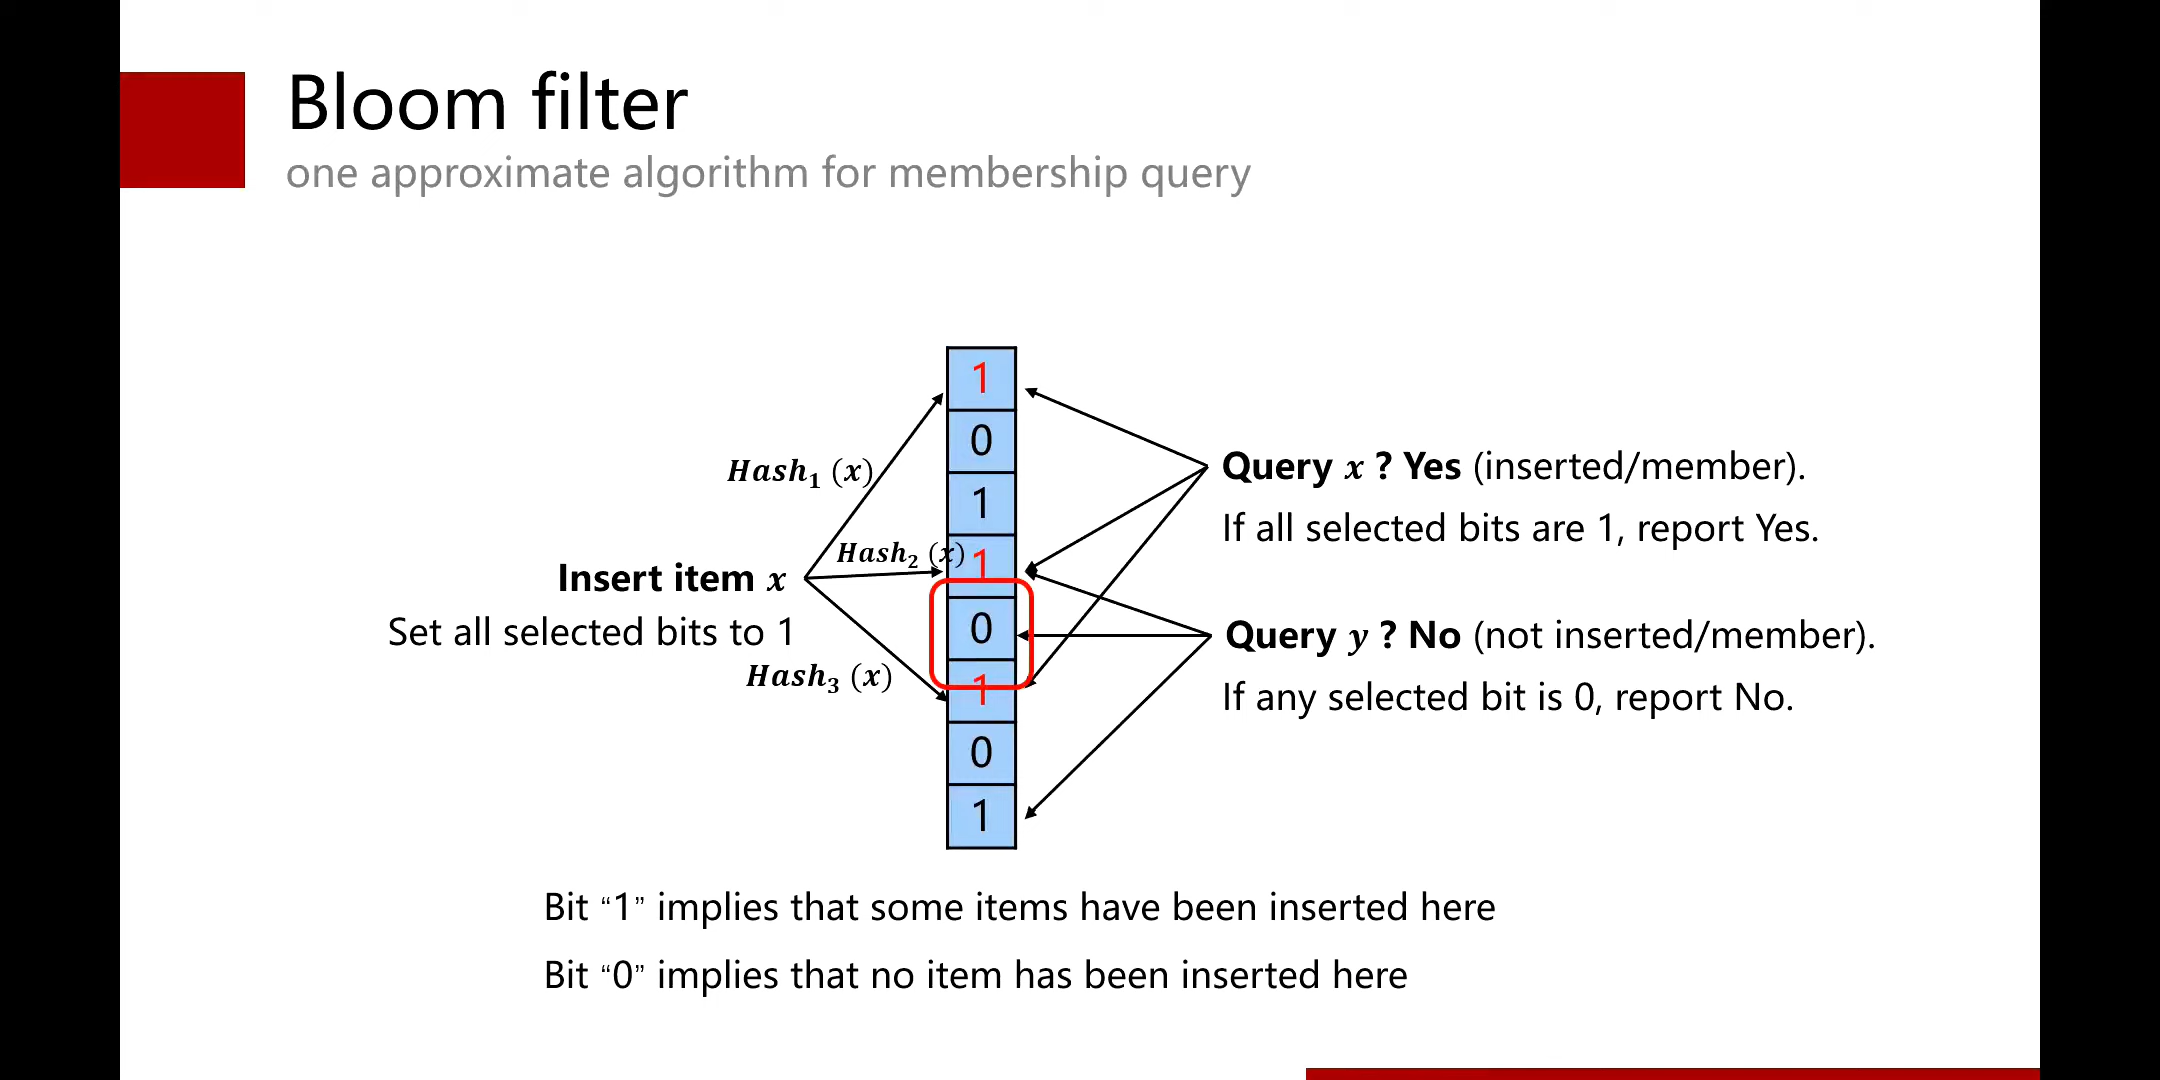 Bloom filter
one approximate algorithm for membership query
1
0
1
1
0
1
0
1
Hash₁ (x)
Hash₂ (x)
Insert item x
Set all selected bits to 1
Hash₃ (x)
Query x ? Yes (inserted/member).
If all selected bits are 1, report Yes.
Query y ? No (not inserted/member).
If any selected bit is 0, report No.
Bit “1” implies that some items have been inserted here
Bit “0” implies that no item has been inserted here